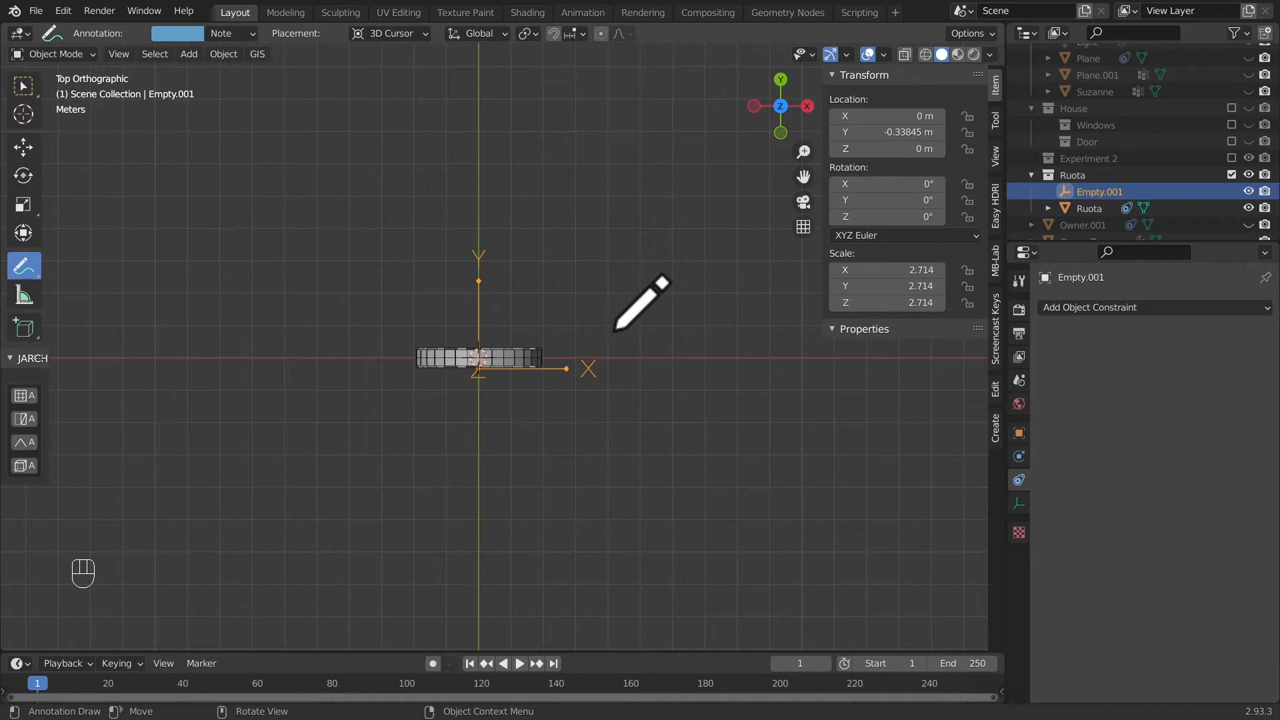 File Edit Render Window Help Layout Modeling Sculpting UV Editing Texture Paint Shading Animation Rendering Compositing Geometry Nodes Scripting + Scene View Layer
Annotation: Note Placement: 3D Cursor Global Options
Object Mode View Select Add Object GIS
Top Orthographic
(1) Scene Collection | Empty.001
Meters
Y
Z
X
Y
Z
X
JARCH
A
A
A
A
Transform
Location:
X 0 m
Y -0.33845 m
Z 0 m
Rotation:
X 0°
Y 0°
Z 0°
XYZ Euler
Scale:
X 2.714
Y 2.714
Z 2.714
Properties
Item
Tool
View
Easy HDRI
MB-Lab
Screencast Keys
Edit
Create
Plane
Plane.001
Suzanne
House
Windows
Door
Experiment 2
Ruota
Empty.001
Ruota
Owner.001
Empty.001
Add Object Constraint
Playback Keying View Marker 1 Start 1 End 250
1 20 40 60 80 100 120 140 160 180 200 220 240
Annotation Draw Move Rotate View Object Context Menu 2.93.3